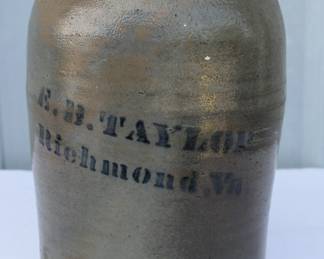 E. B. TAYLOR
Richmond, Va